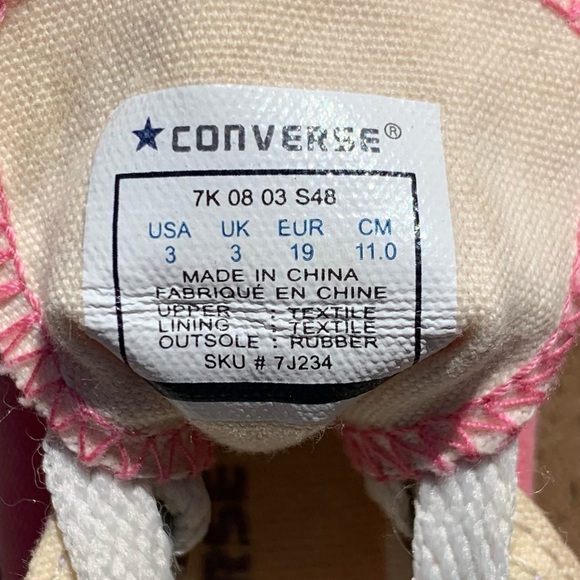 ★CONVERSE®
7K 08 03 S48
USA UK EUR CM
3 3 19 11.0
MADE IN CHINA
FABRIQUÉ EN CHINE
UPPER : TEXTILE
LINING : TEXTILE
OUTSOLE : RUBBER
SKU # 7J234